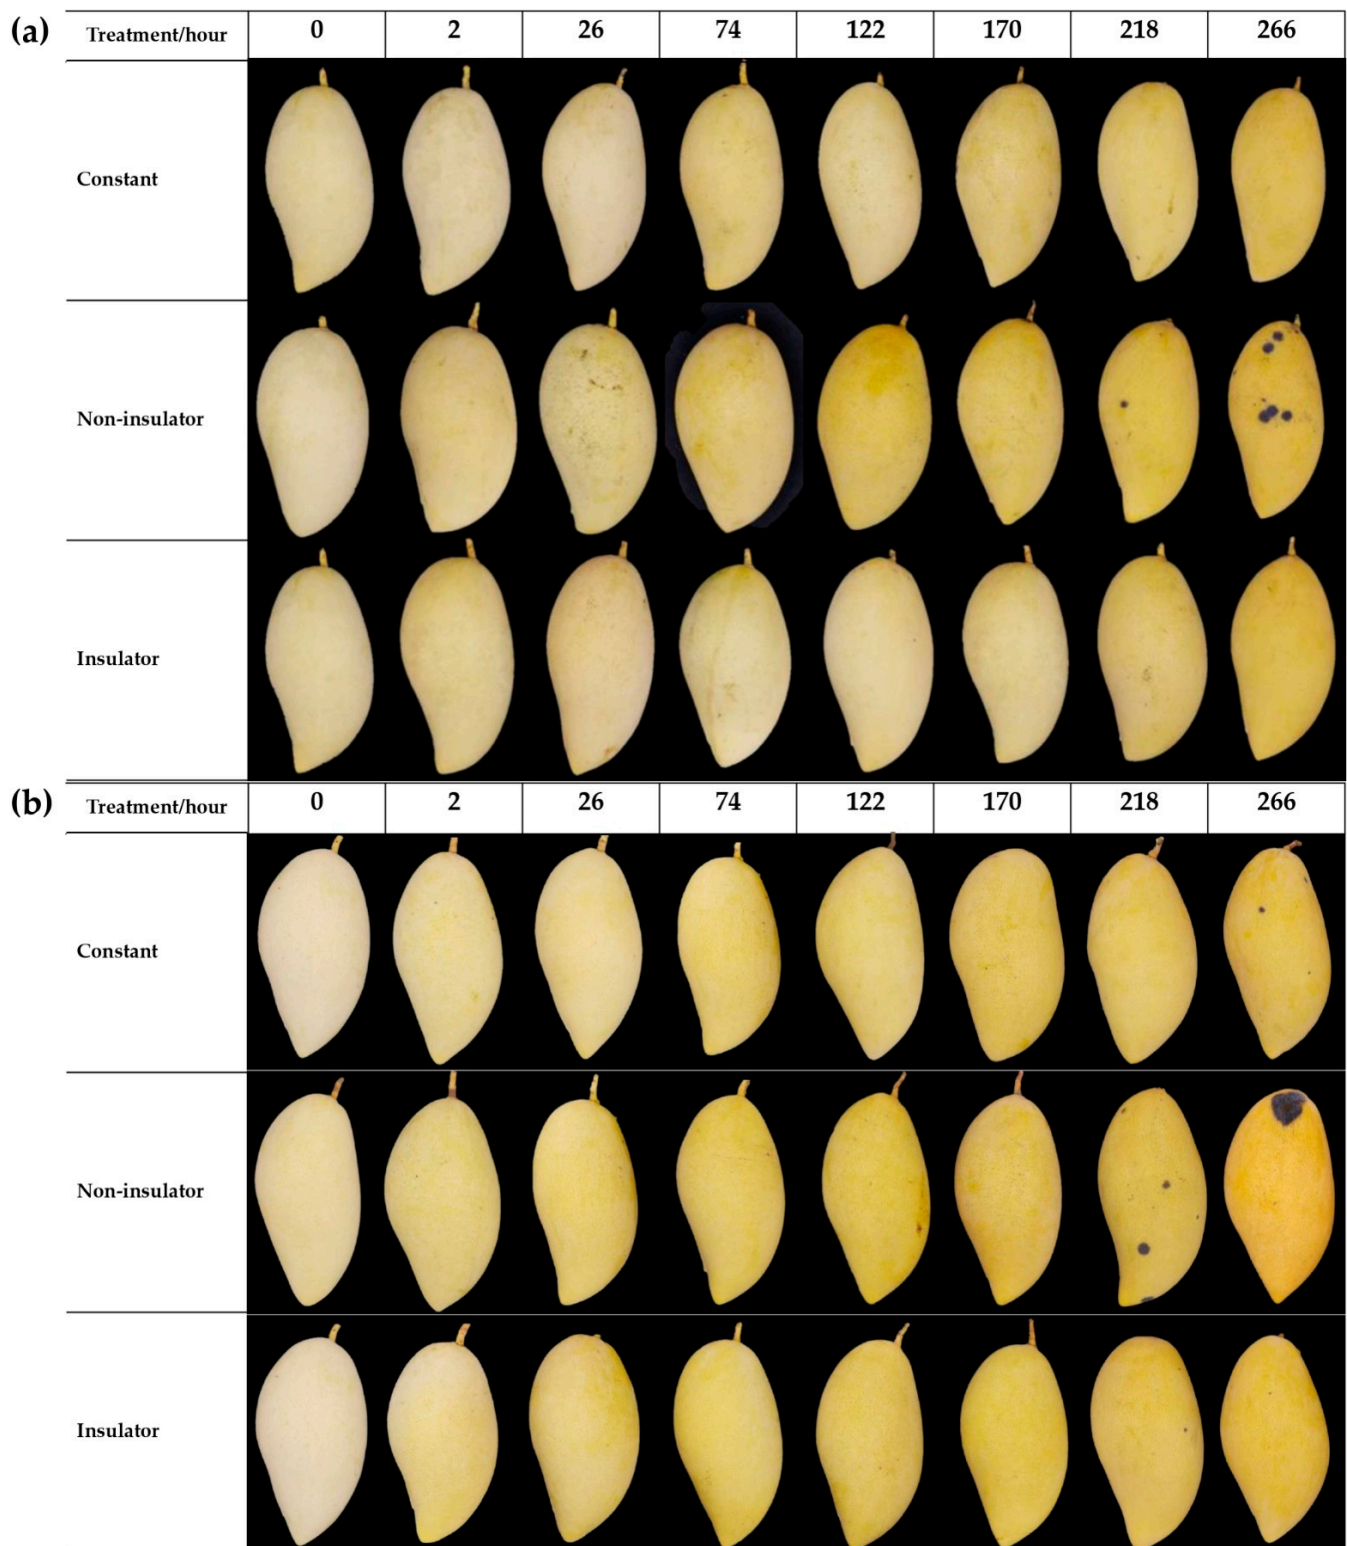 (a) Treatment/hour 0 2 26 74 122 170 218 266
Constant
Non-insulator
Insulator
(b) Treatment/hour 0 2 26 74 122 170 218 266
Constant
Non-insulator
Insulator